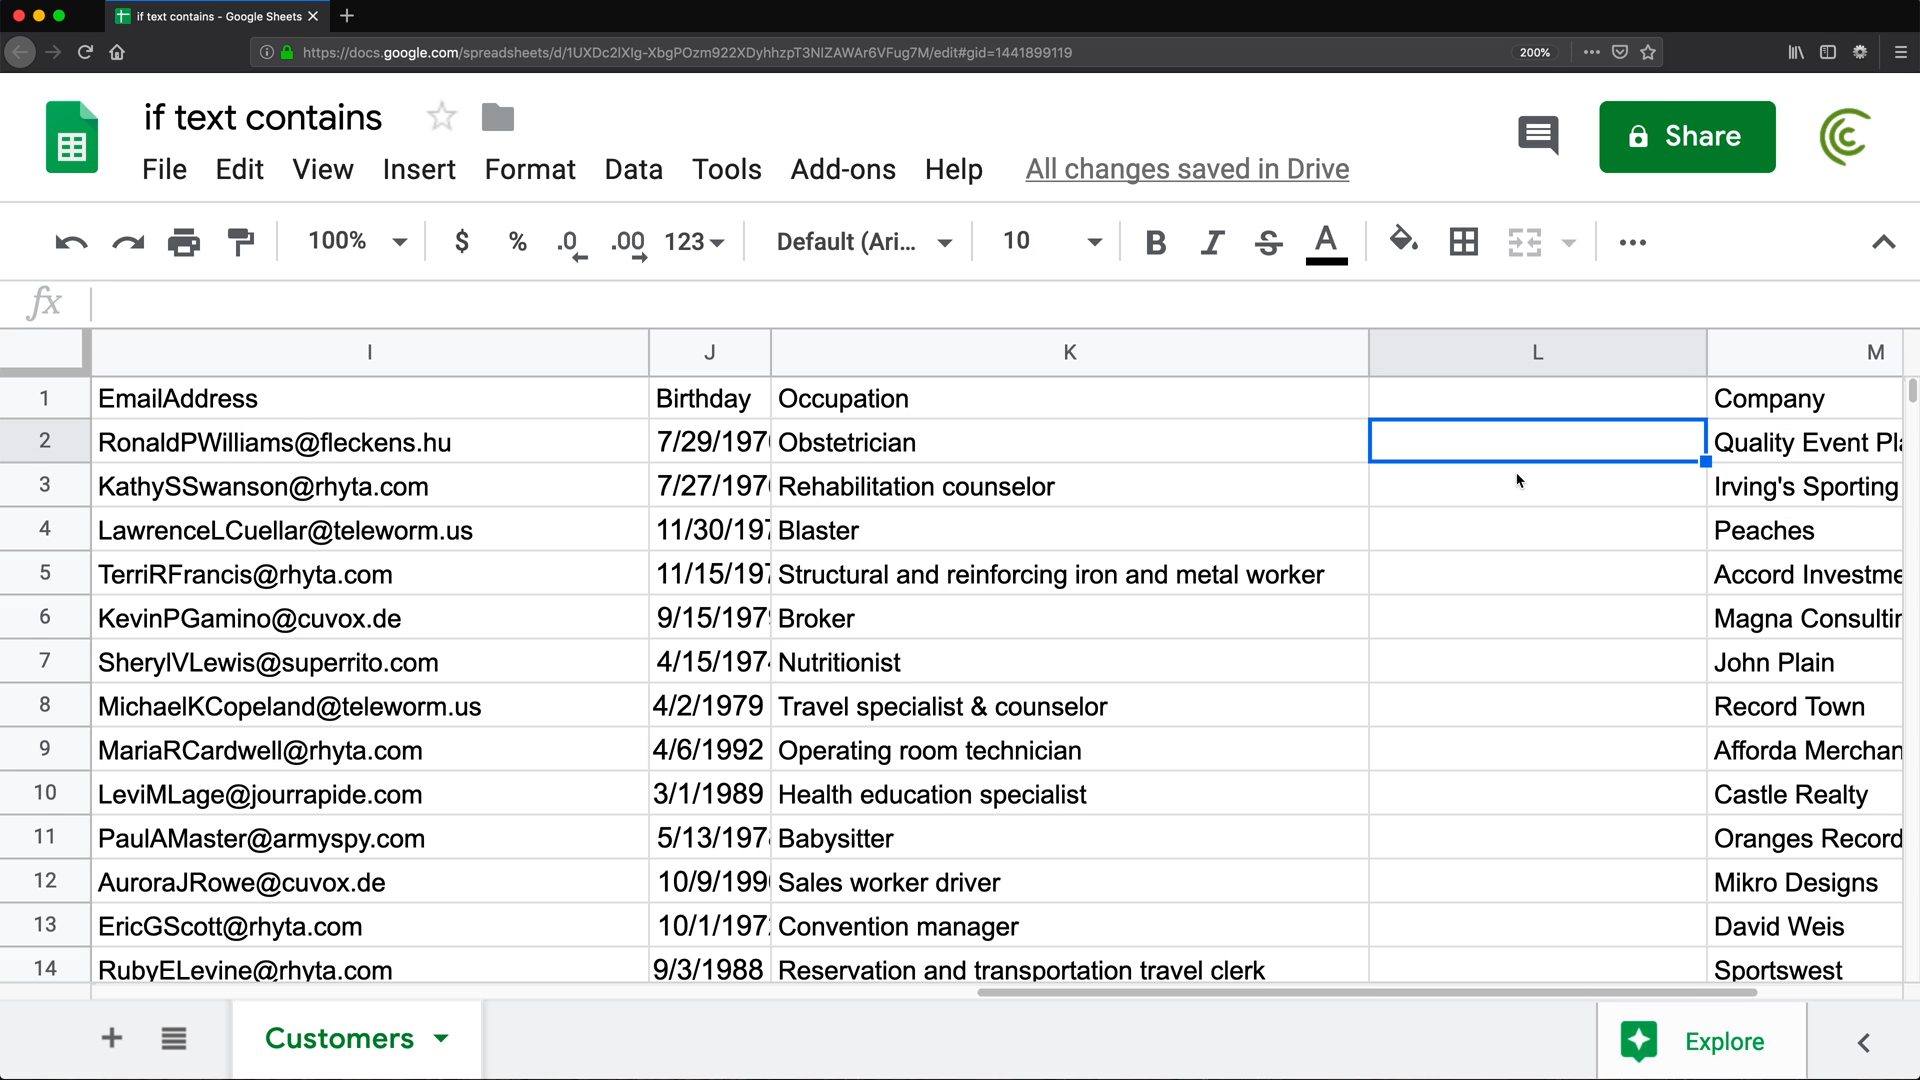 if text contains - Google Sheets
https://docs.google.com/spreadsheets/d/1UXDc2lXIg-XbgPOzm922XDyhhzpT3NIZAWAr6VFug7M/edit#gid=1441899119 200%
if text contains
File Edit View Insert Format Data Tools Add-ons Help All changes saved in Drive
Share
100% $ % .0 .00 123 Default (Ari... 10 B I S A
fx
I J K L M
1 EmailAddress Birthday Occupation Company
2 RonaldPWilliams@fleckens.hu 7/29/197 Obstetrician Quality Event Pla
3 KathySSwanson@rhyta.com 7/27/197 Rehabilitation counselor Irving's Sporting
4 LawrenceLCuellar@teleworm.us 11/30/197 Blaster Peaches
5 TerriRFrancis@rhyta.com 11/15/197 Structural and reinforcing iron and metal worker Accord Investme
6 KevinPGamino@cuvox.de 9/15/1979 Broker Magna Consultin
7 SherylVLewis@superrito.com 4/15/1974 Nutritionist John Plain
8 MichaelKCopeland@teleworm.us 4/2/1979 Travel specialist & counselor Record Town
9 MariaRCardwell@rhyta.com 4/6/1992 Operating room technician Afforda Merchan
10 LeviMLage@jourrapide.com 3/1/1989 Health education specialist Castle Realty
11 PaulAMaster@armyspy.com 5/13/197 Babysitter Oranges Record
12 AuroraJRowe@cuvox.de 10/9/199 Sales worker driver Mikro Designs
13 EricGScott@rhyta.com 10/1/197 Convention manager David Weis
14 RubyELevine@rhyta.com 9/3/1988 Reservation and transportation travel clerk Sportswest
Customers Explore